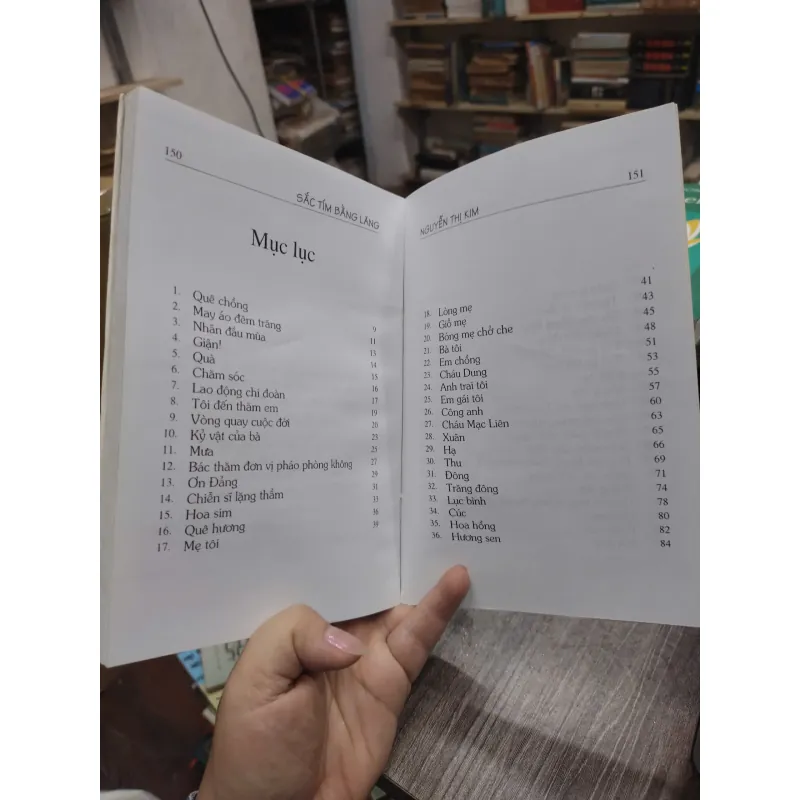 150
SẮC TÍM BẰNG LĂNG
Mục lục
1. Quê chồng 9
2. May áo đêm trăng 11
3. Nhãn đầu mùa 13
4. Giận! 14
5. Quà 15
6. Chăm sóc 16
7. Lao động chi đoàn 17
8. Tôi đến thăm em 19
9. Vòng quay cuộc đời 20
10. Kỷ vật của bà 23
11. Mưa 25
12. Bác thăm đơn vị pháo phòng không 27
13. Ơn Đảng 29
14. Chiến sĩ lặng thầm 31
15. Hoa sim 33
16. Quê hương
17. Mẹ tôi 39
151
NGUYỄN THỊ KIM
18. Lòng mẹ 41
19. Giỗ mẹ 43
20. Bóng mẹ chở che 45
21. Bà tôi 48
22. Em chồng 51
23. Cháu Dung 53
24. Anh trai tôi 55
25. Em gái tôi 57
26. Công anh 60
27. Cháu Mạc Liên 63
28. Xuân 65
29. Hạ 66
30. Thu 69
31. Đông 71
32. Trăng đông 74
33. Lục bình 78
34. Cúc 80
35. Hoa hồng 82
36. Hương sen 84